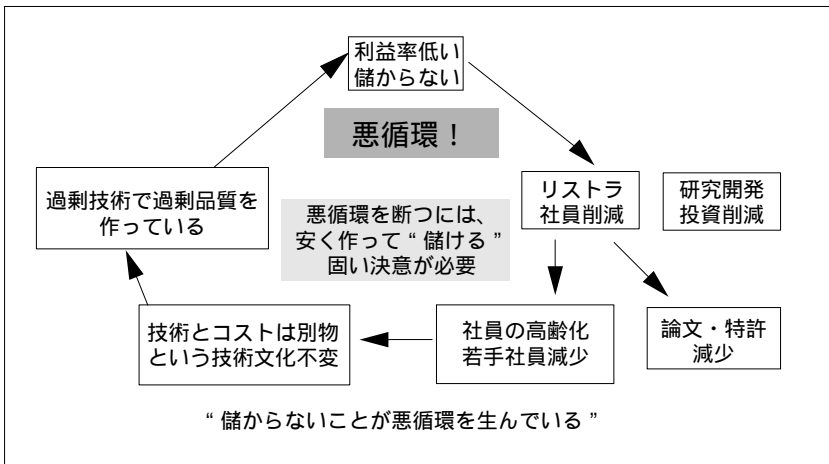 利益率低い
儲からない
悪循環！
過剰技術で過剰品質を
作っている
リストラ
社員削減
研究開発
投資削減
悪循環を断つには、
安く作って“儲ける”
固い決意が必要
技術とコストは別物
という技術文化不変
社員の高齢化
若手社員減少
論文・特許
減少
“儲からないことが悪循環を生んでいる”